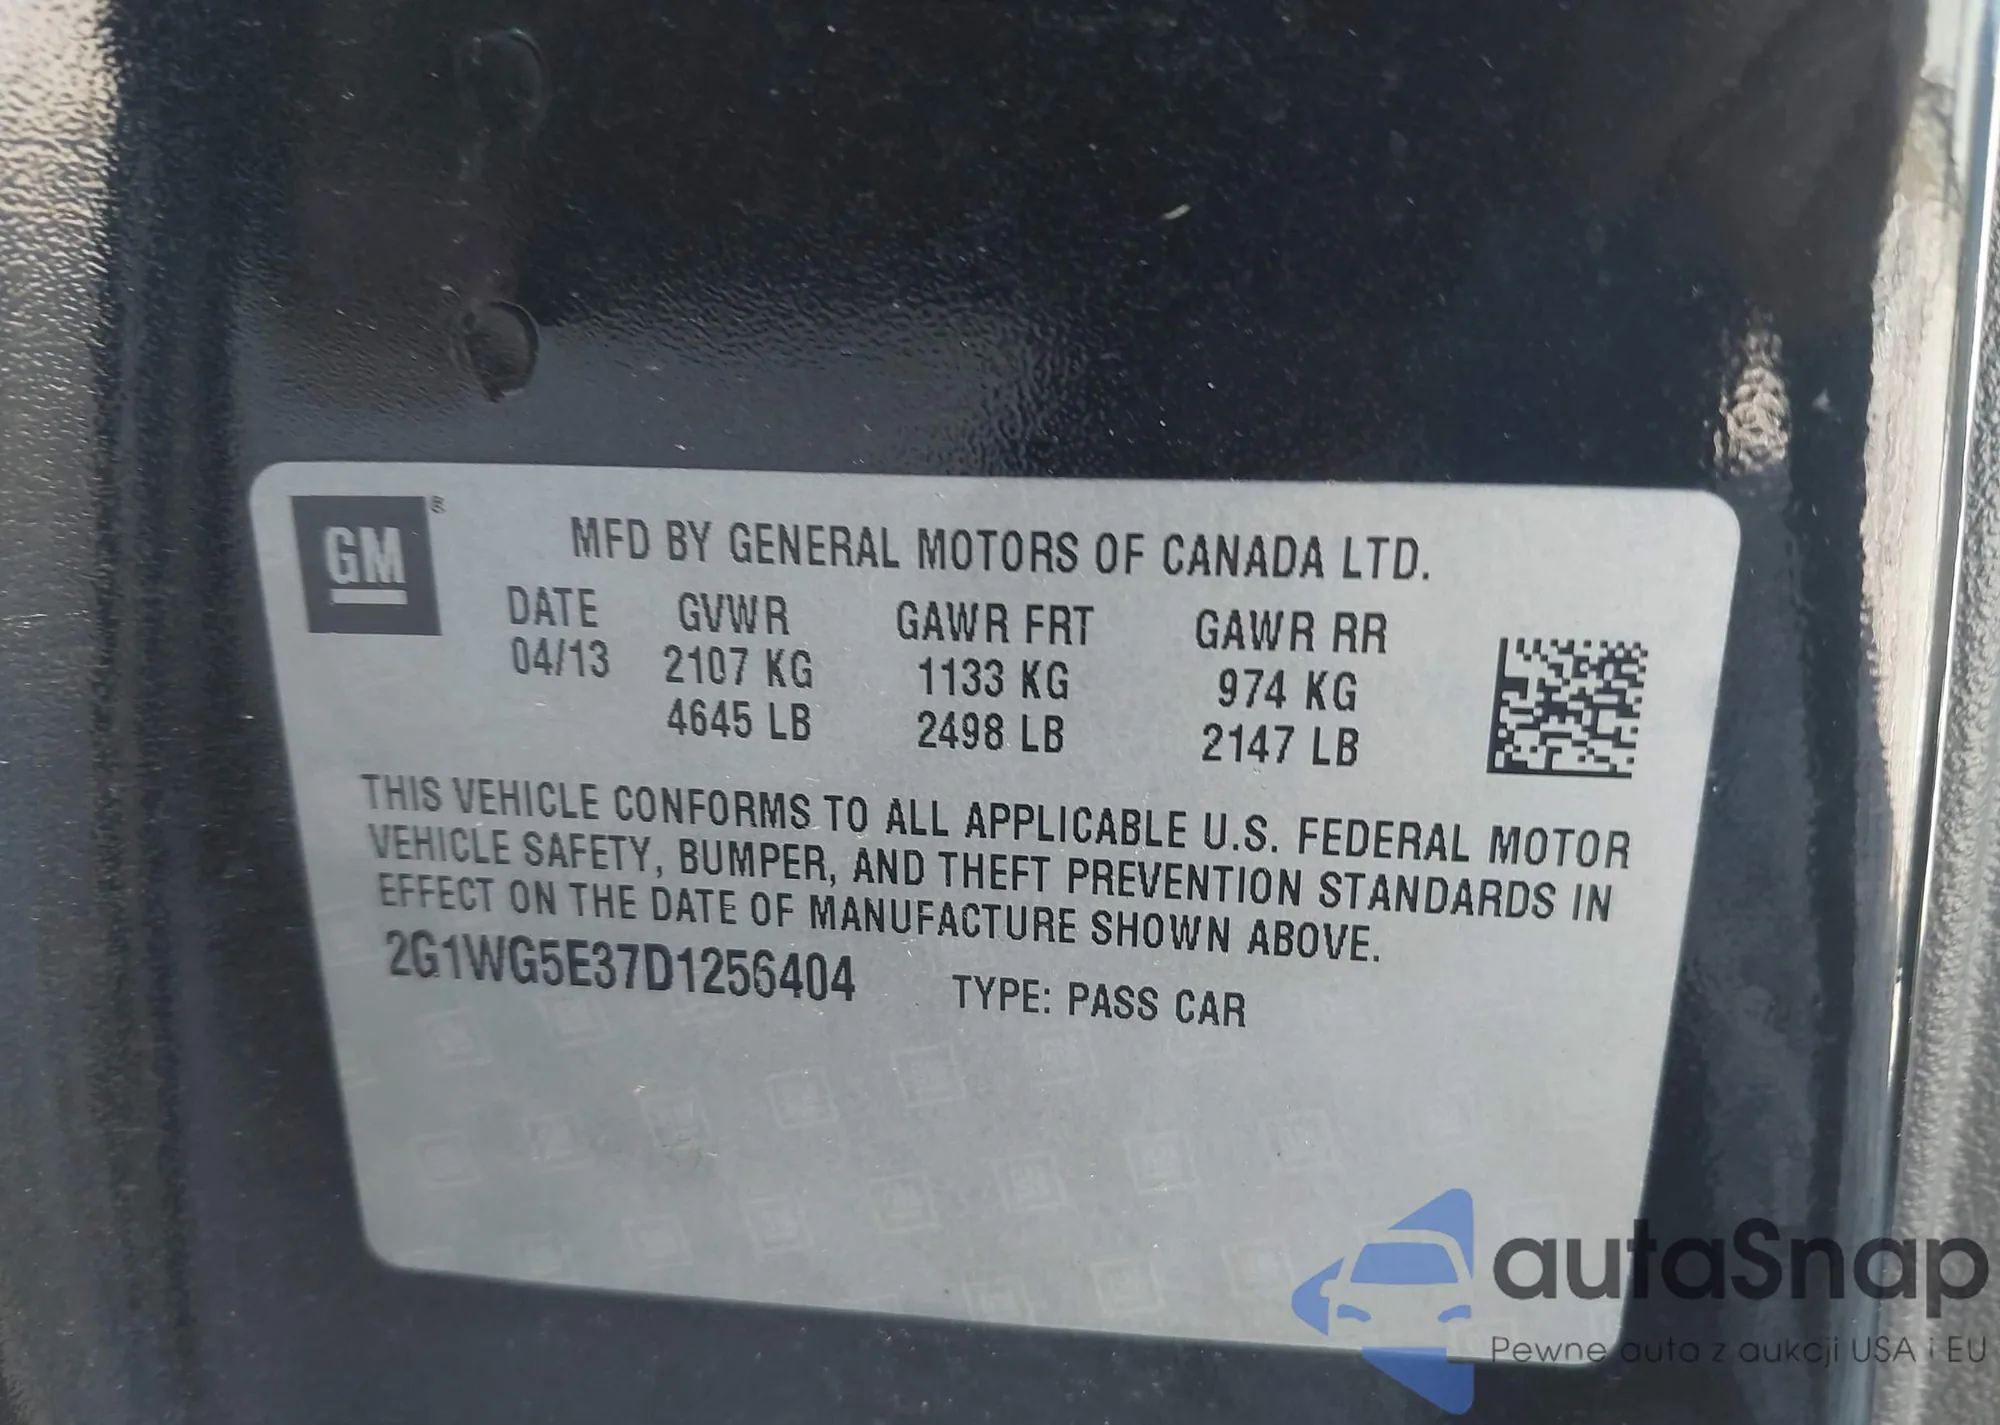 GM®
MFD BY GENERAL MOTORS OF CANADA LTD.
DATE GVWR GAWR FRT GAWR RR
04/13 2107 KG 1133 KG 974 KG
4645 LB 2498 LB 2147 LB
THIS VEHICLE CONFORMS TO ALL APPLICABLE U.S. FEDERAL MOTOR
VEHICLE SAFETY, BUMPER, AND THEFT PREVENTION STANDARDS IN
EFFECT ON THE DATE OF MANUFACTURE SHOWN ABOVE.
2G1WG5E37D1256404 TYPE: PASS CAR
autaSnap
Pewne auta z aukcji USA i EU